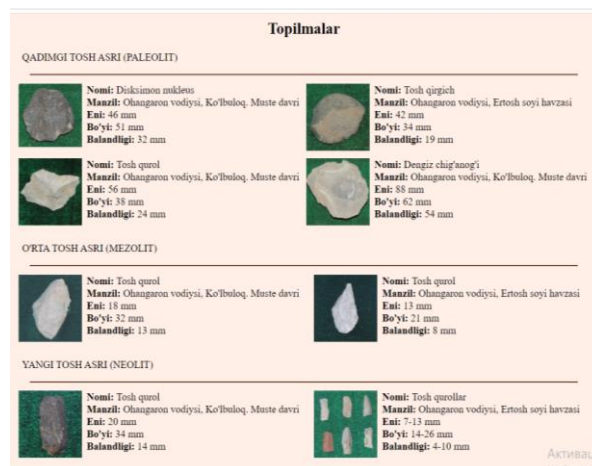 Topilmalar
QADIMGI TOSH ASRI (PALEOLIT)
Nomi: Disksimon nukleus
Manzil: Ohangaron vodiysi, Ko'lbuloq. Muste davri
Eni: 46 mm
Bo'yi: 51 mm
Balandligi: 32 mm
Nomi: Tosh qirgich
Manzil: Ohangaron vodiysi, Ertosh soyi havzasi
Eni: 42 mm
Bo'yi: 34 mm
Balandligi: 19 mm
Nomi: Tosh qurol
Manzil: Ohangaron vodiysi, Ko'lbuloq. Muste davri
Eni: 56 mm
Bo'yi: 38 mm
Balandligi: 24 mm
Nomi: Dengiz chig'anog'i
Manzil: Ohangaron vodiysi, Ko'lbuloq. Muste davri
Eni: 88 mm
Bo'yi: 62 mm
Balandligi: 54 mm
O'RTA TOSH ASRI (MEZOLIT)
Nomi: Tosh qurol
Manzil: Ohangaron vodiysi, Ko'lbuloq. Muste davri
Eni: 18 mm
Bo'yi: 32 mm
Balandligi: 13 mm
Nomi: Tosh qurol
Manzil: Ohangaron vodiysi, Ertosh soyi havzasi
Eni: 13 mm
Bo'yi: 21 mm
Balandligi: 8 mm
YANGI TOSH ASRI (NEOLIT)
Nomi: Tosh qurol
Manzil: Ohangaron vodiysi, Ko'lbuloq. Muste davri
Eni: 20 mm
Bo'yi: 34 mm
Balandligi: 14 mm
Nomi: Tosh qurollar
Manzil: Ohangaron vodiysi, Ertosh soyi havzasi
Eni: 7-13 mm
Bo'yi: 14-26 mm
Balandligi: 4-10 mm
Активац